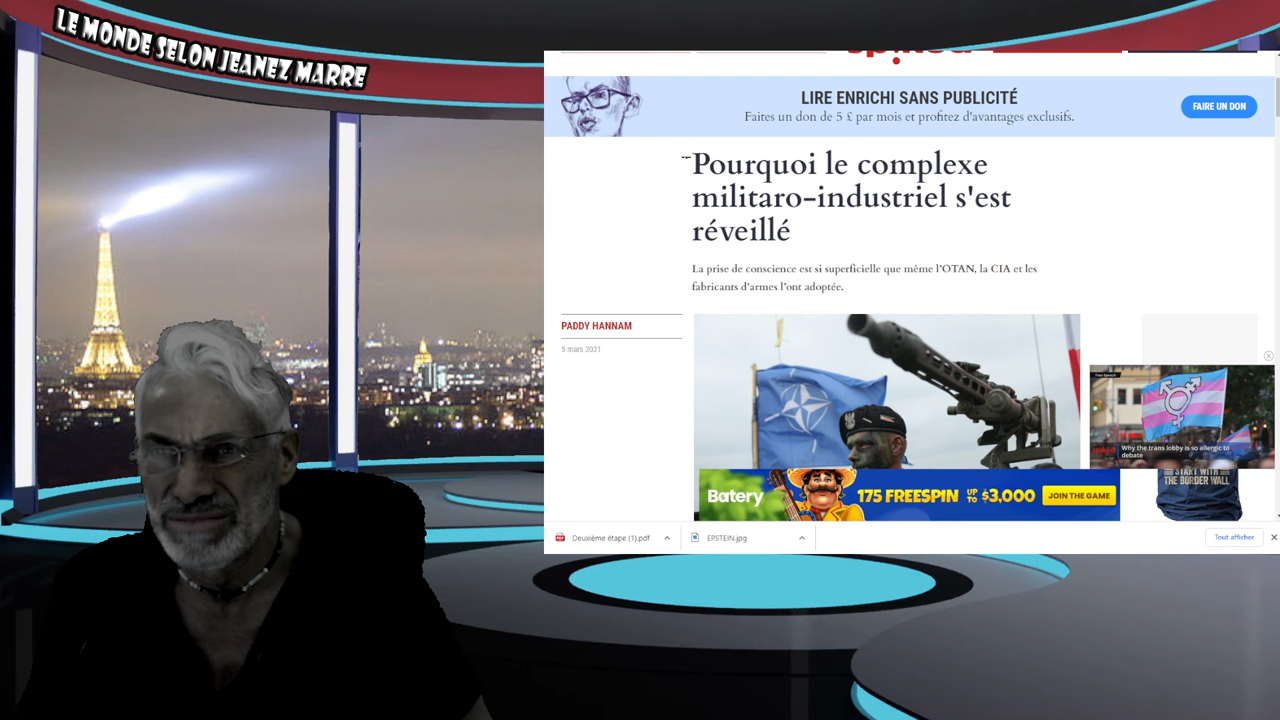 LE MONDE SELON JEANEZ MARRE
LIRE ENRICHI SANS PUBLICITÉ
Faites un don de 5 £ par mois et profitez d'avantages exclusifs.
FAIRE UN DON
Pourquoi le complexe
militaro-industriel s'est
réveillé
La prise de conscience est si superficielle que même l'OTAN, la CIA et les
fabricants d'armes l'ont adoptée.
PADDY HANNAM
5 mars 2021
Free Speech
Why the trans lobby is so allergic to
debate
START WITH
THE BORDER WALL
Batery
175 FREESPIN UP TO $3,000
JOIN THE GAME
Deuxième étape (1).pdf
EPSTEIN.jpg
Tout afficher